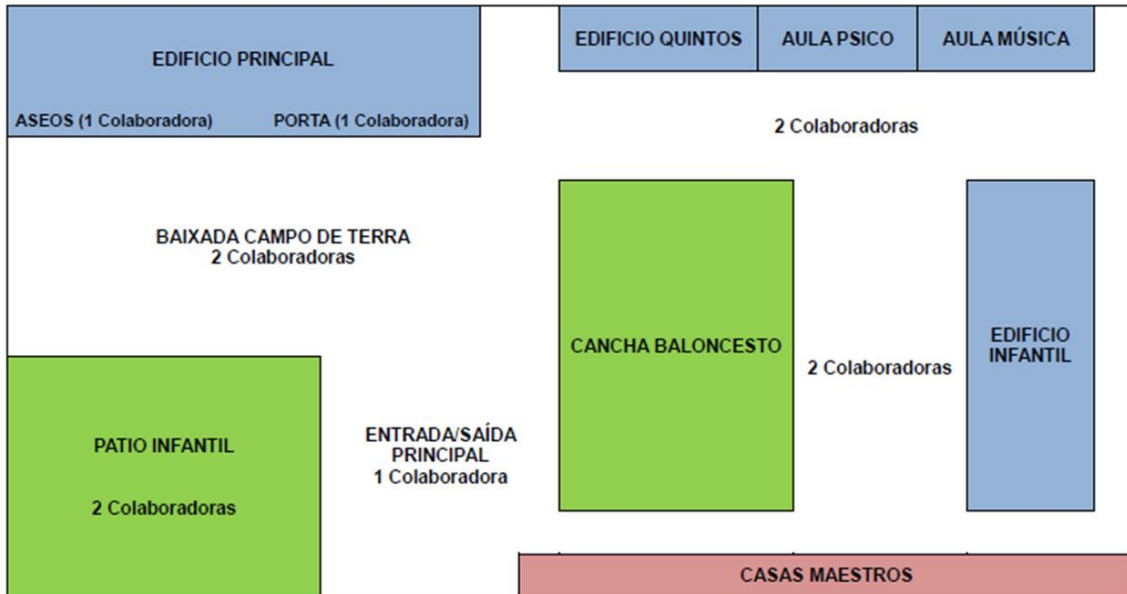 EDIFICIO PRINCIPAL
ASEOS (1 Colaboradora)
PORTA (1 Colaboradora)
EDIFICIO QUINTOS
AULA PSICO
AULA MÚSICA
2 Colaboradoras
BAIXADA CAMPO DE TERRA
2 Colaboradoras
CANCHA BALONCESTO
2 Colaboradoras
EDIFICIO
INFANTIL
PATIO INFANTIL
2 Colaboradoras
ENTRADA/SAÍDA
PRINCIPAL
1 Colaboradora
CASAS MAESTROS